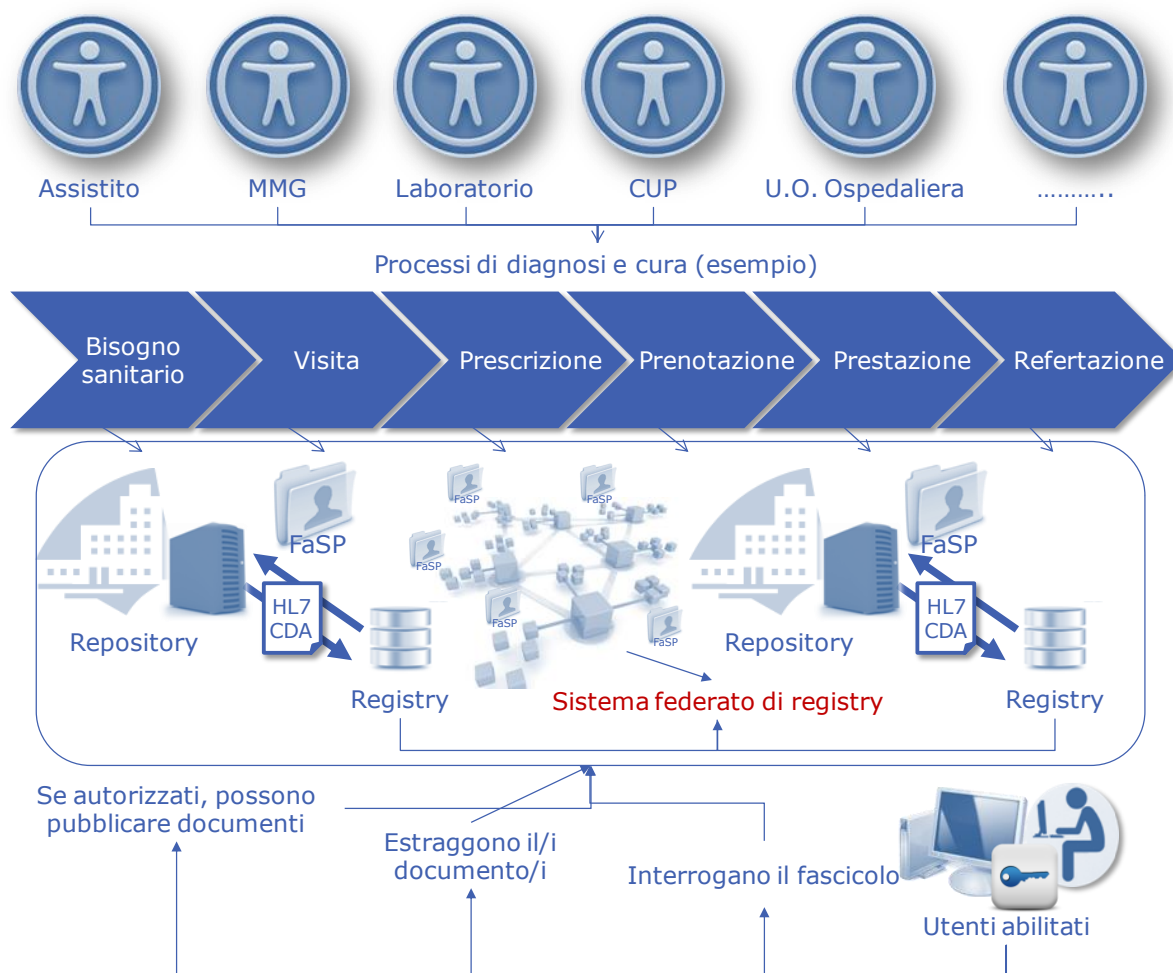 Assistito
MMG
Laboratorio
CUP
U.O. Ospedaliera
………..
Processi di diagnosi e cura (esempio)
Bisogno
sanitario
Visita
Prescrizione
Prenotazione
Prestazione
Refertazione
FaSP
FaSP
FaSP
FaSP
FaSP
FaSP
FaSP
HL7
CDA
HL7
CDA
Repository
Repository
Registry
Sistema federato di registry
Registry
Se autorizzati, possono
pubblicare documenti
Estraggono il/i
documento/i
Interrogano il fascicolo
Utenti abilitati